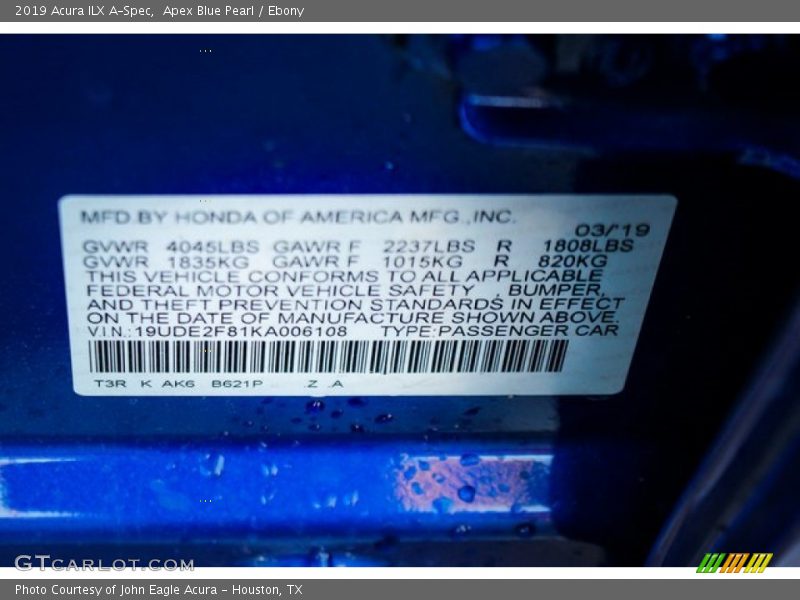 2019 Acura ILX A-Spec,  Apex Blue Pearl / Ebony
MFD.BY HONDA OF AMERICA MFG.,INC.
03/'19
GVWR 4045LBS GAWR F 2237LBS R 1808LBS
GVWR 1835KG GAWR F 1015KG R 820KG
THIS VEHICLE CONFORMS TO ALL APPLICABLE
FEDERAL MOTOR VEHICLE SAFETY , BUMPER,
AND THEFT PREVENTION STANDARDS IN EFFECT
ON THE DATE OF MANUFACTURE SHOWN ABOVE.
V.I.N.:19UDE2F81KA006108 TYPE:PASSENGER CAR
T3R K AK6 B621P .Z .A
GTCARLOT.COM
Photo Courtesy of John Eagle Acura - Houston, TX